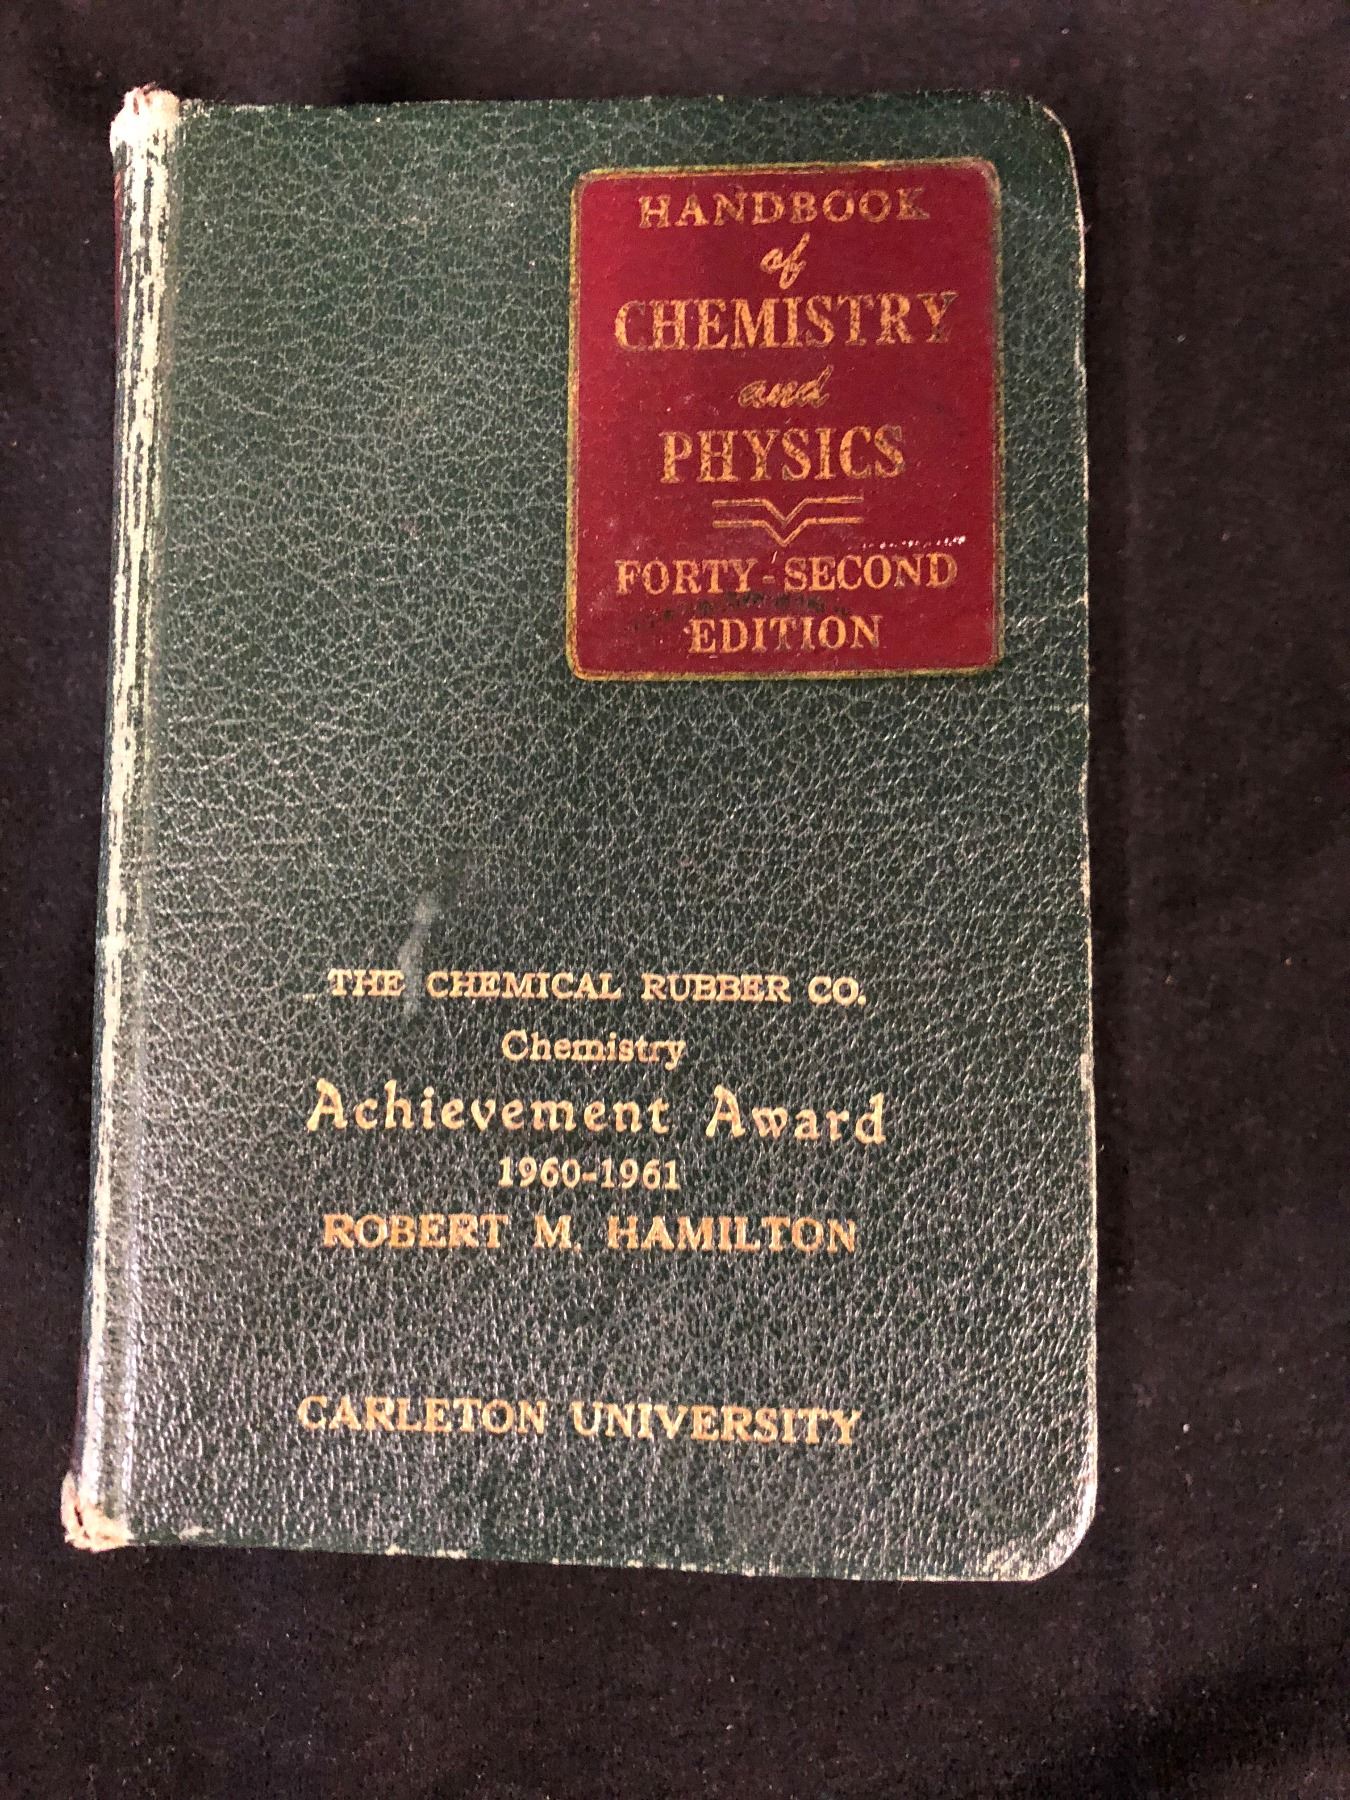 HANDBOOK
of
CHEMISTRY
and
PHYSICS
FORTY-SECOND
EDITION
THE CHEMICAL RUBBER CO.
Chemistry
Achievement Award
1960-1961
ROBERT M. HAMILTON
CARLETON UNIVERSITY